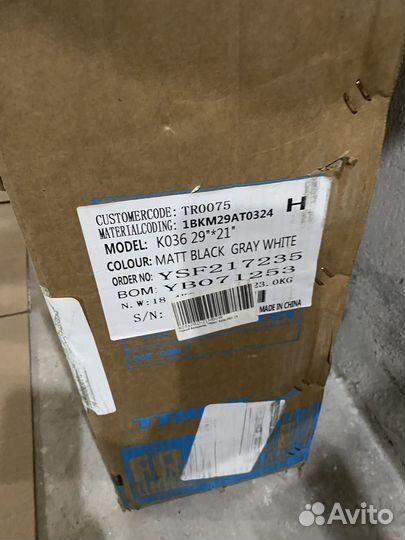 CUSTOMERCODE: TR0075
MATERIALCODING: 1BKM29AT0324 H
MODEL: K036 29"*21"
COLOUR: MATT BLACK GRAY WHITE
ORDER NO: YSF217235
BOM: YB071253
N.W:18 23.0KG
S/N: MADE IN CHINA
Avito